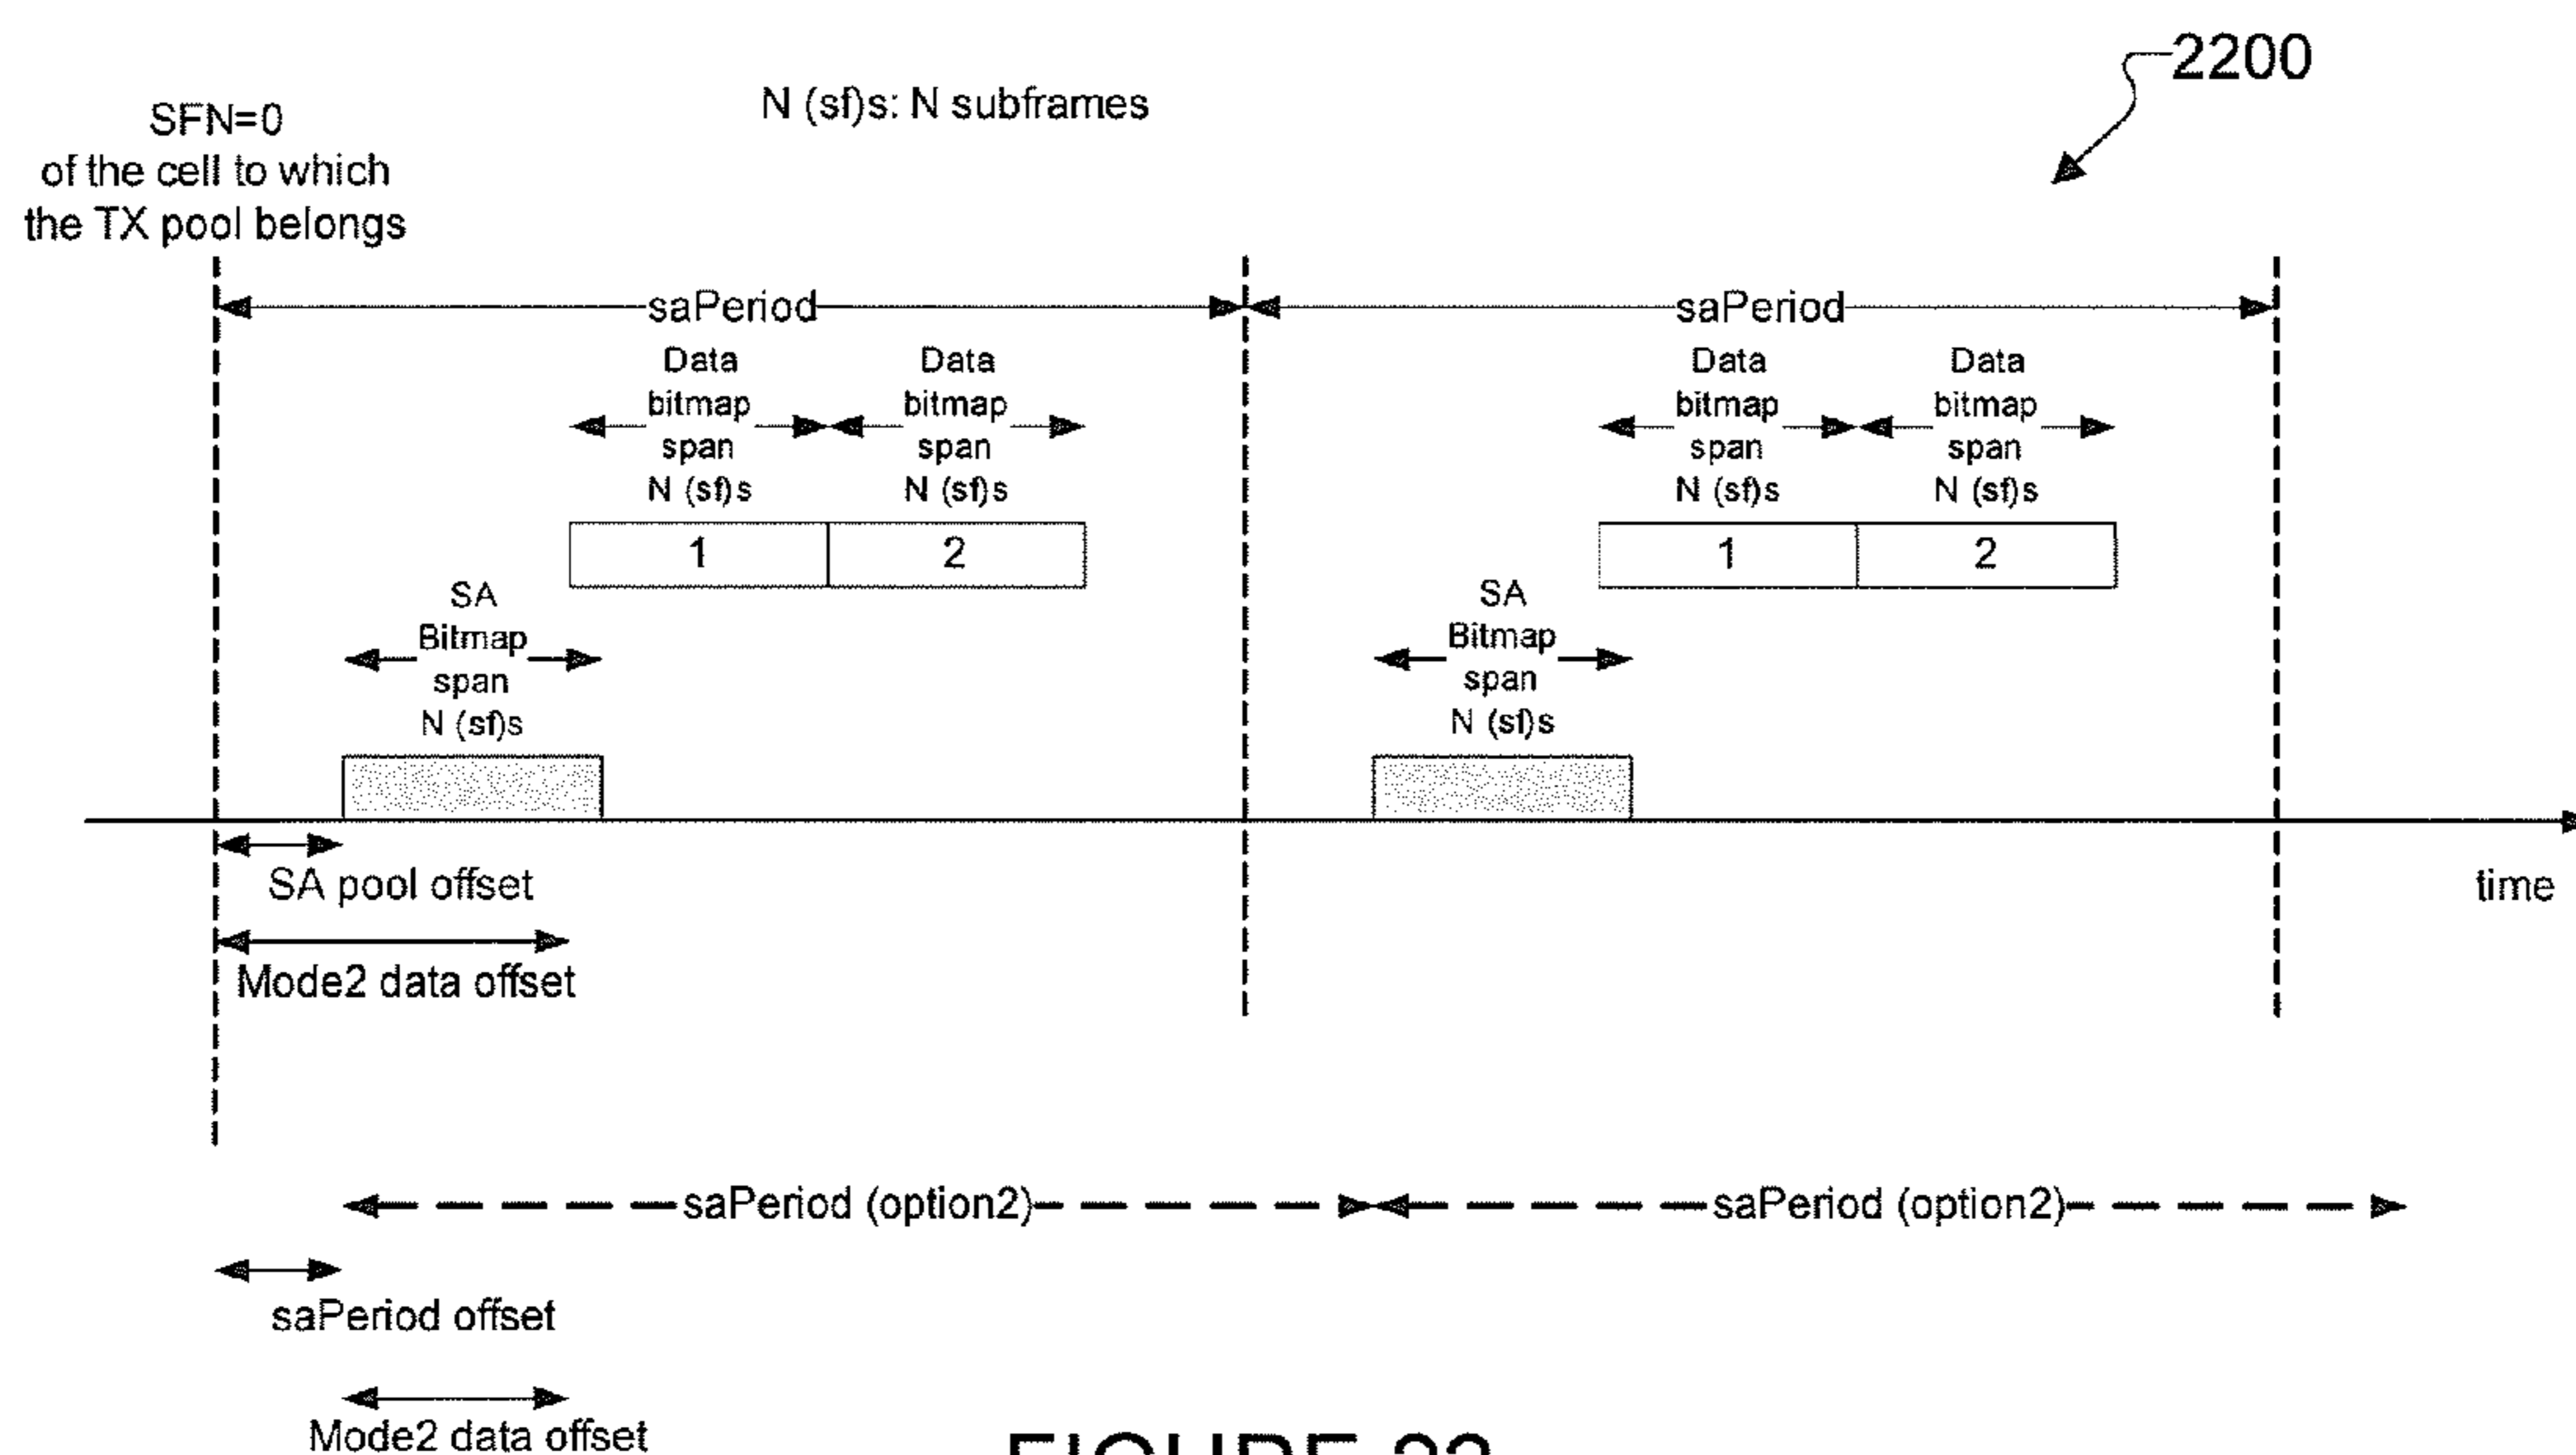 2200
N (sf)s: N subframes
SFN=0
of the cell to which
the TX pool belongs
saPeriod
saPeriod
Data
bitmap
span
N (sf)s
Data
bitmap
span
N (sf)s
Data
bitmap
span
N (sf)s
Data
bitmap
span
N (sf)s
1
2
1
2
SA
Bitmap
span
N (sf)s
SA
Bitmap
span
N (sf)s
SA pool offset
time
Mode2 data offset
saPeriod (option2)
saPeriod (option2)
saPeriod offset
Mode2 data offset
FIGURE 22